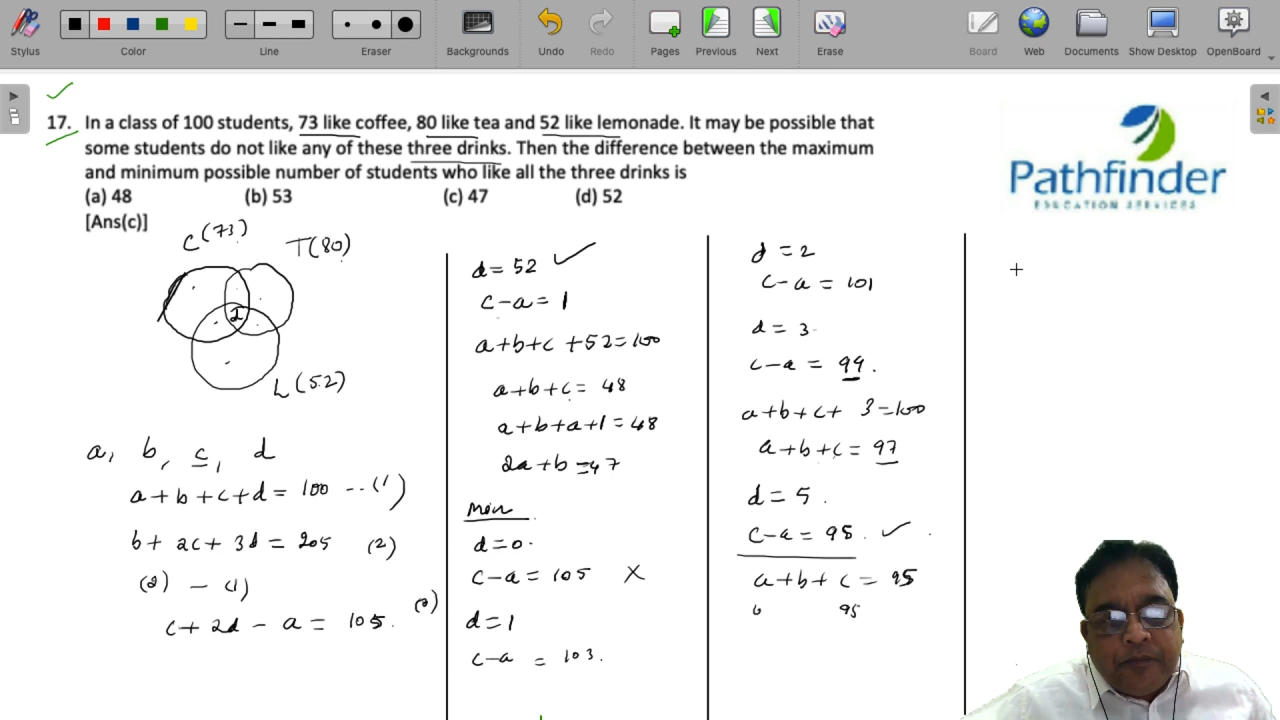 Stylus
Color
Line
Eraser
Backgrounds
Undo
Redo
Pages
Previous
Next
Erase
Board
Web
Documents
Show Desktop
OpenBoard
17. In a class of 100 students, 73 like coffee, 80 like tea and 52 like lemonade. It may be possible that
some students do not like any of these three drinks. Then the difference between the maximum
and minimum possible number of students who like all the three drinks is
(a) 48 (b) 53 (c) 47 (d) 52
[Ans(c)]
Pathfinder
EDUCATION SERVICES
C (73)
T(80)
L (52)
a, b, c, d
a+b+c+d = 100 --- (1)
b+ 2c + 3d = 205 (2)
(2) - (1)
c+ 2d - a = 105. (3)
d = 52 ✓
c-a = 1
a+b+c +52=100
a+b+c = 48
a+b+a+1=48
2a+b=47
Min
d=0.
c-a = 105 X
d=1
c-a = 103.
d = 2
c-a = 101
d = 3
c-a = 99.
a+b+c+ 3=100
a+b+c = 97
d = 5.
c-a = 95. ✓
a+b+c = 95
95